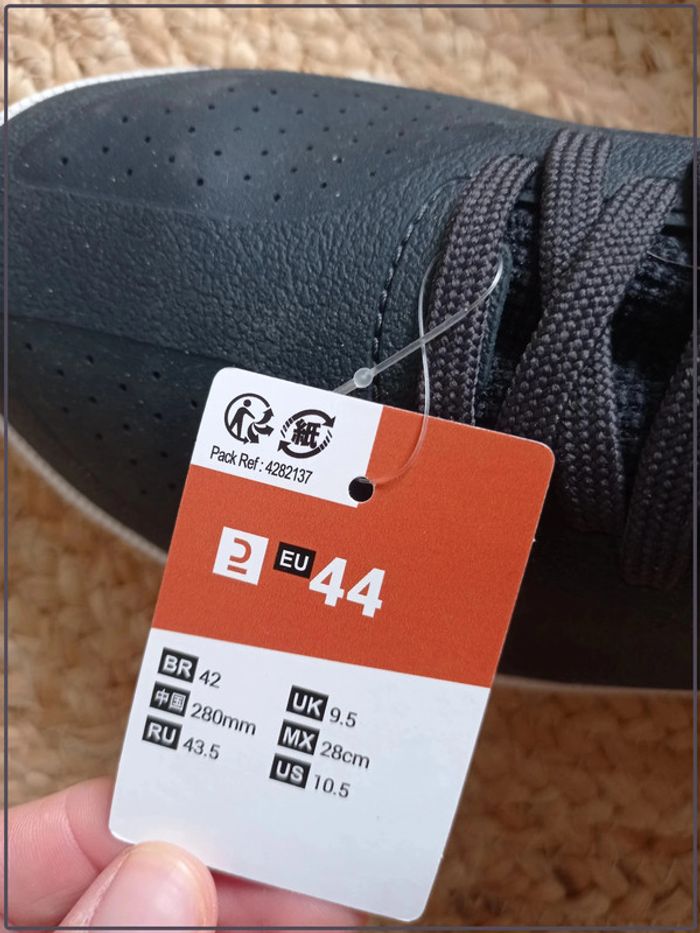 紙
Pack Ref : 4282137
EU 44
BR 42
中国 280mm
RU 43.5
UK 9.5
MX 28cm
US 10.5